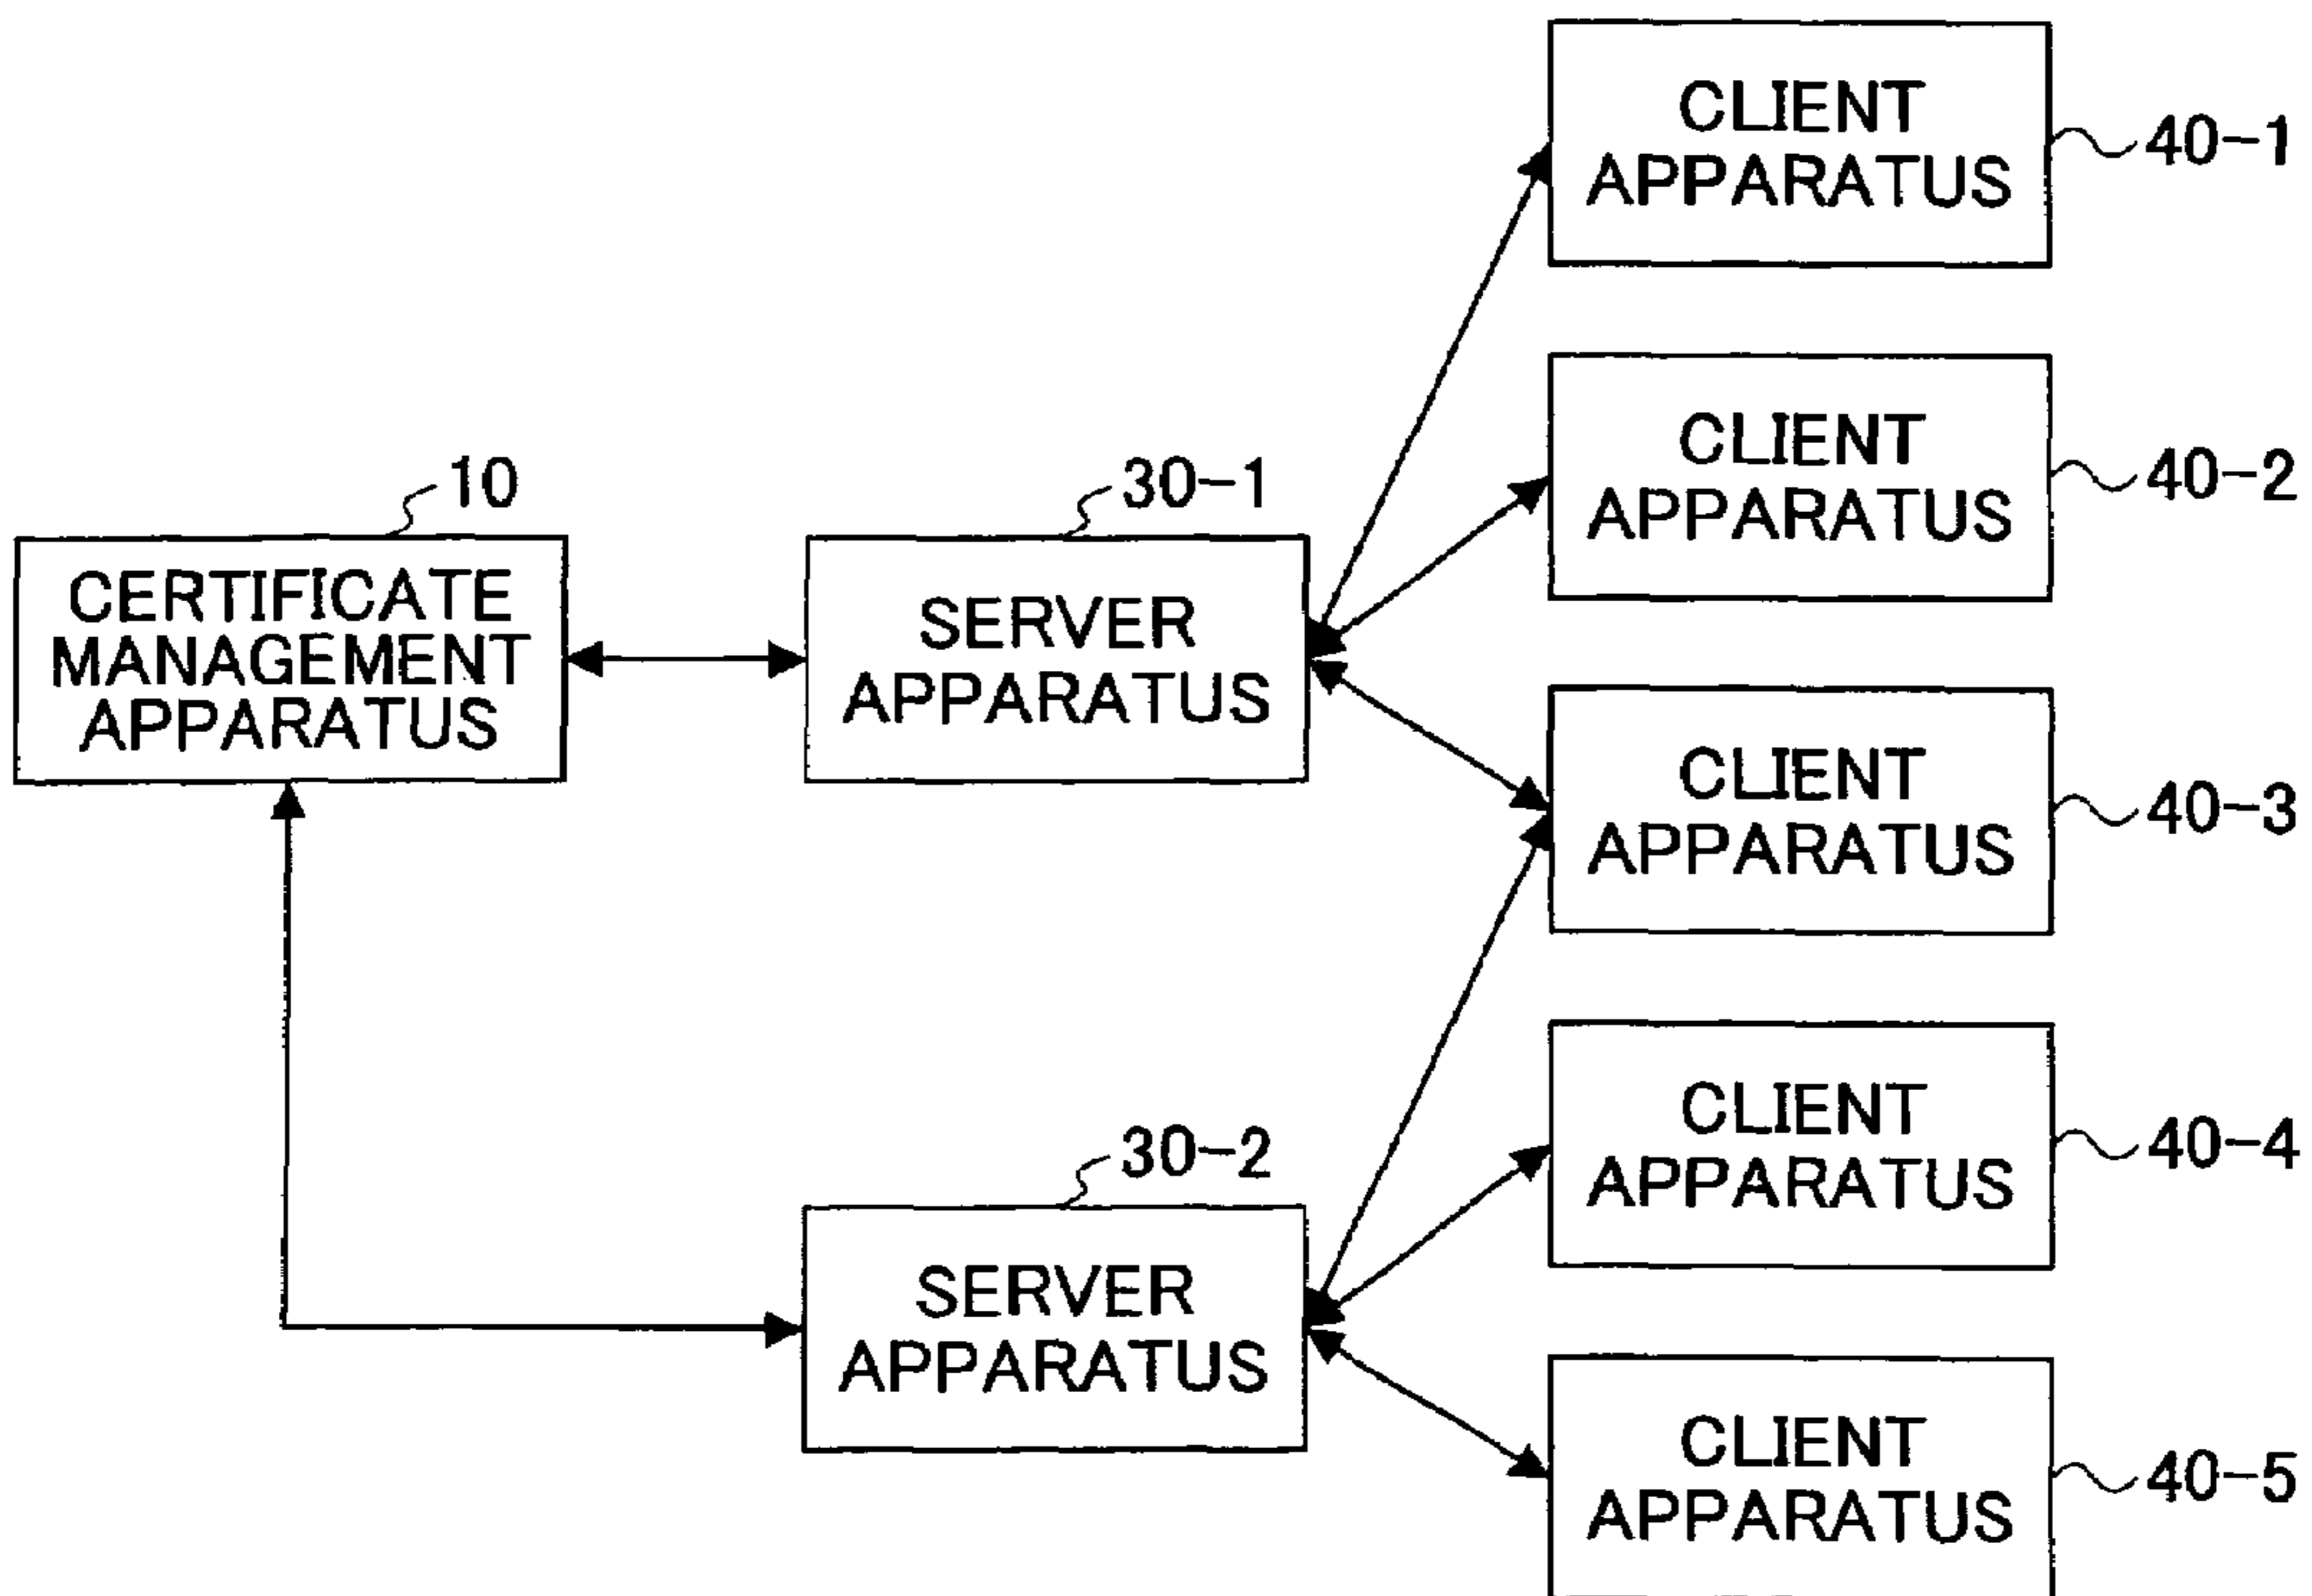 CLIENT
APPARATUS
40-1
CLIENT
APPARATUS
40-2
10
CERTIFICATE
MANAGEMENT
APPARATUS
30-1
SERVER
APPARATUS
CLIENT
APPARATUS
40-3
CLIENT
APPARATUS
40-4
30-2
SERVER
APPARATUS
CLIENT
APPARATUS
40-5